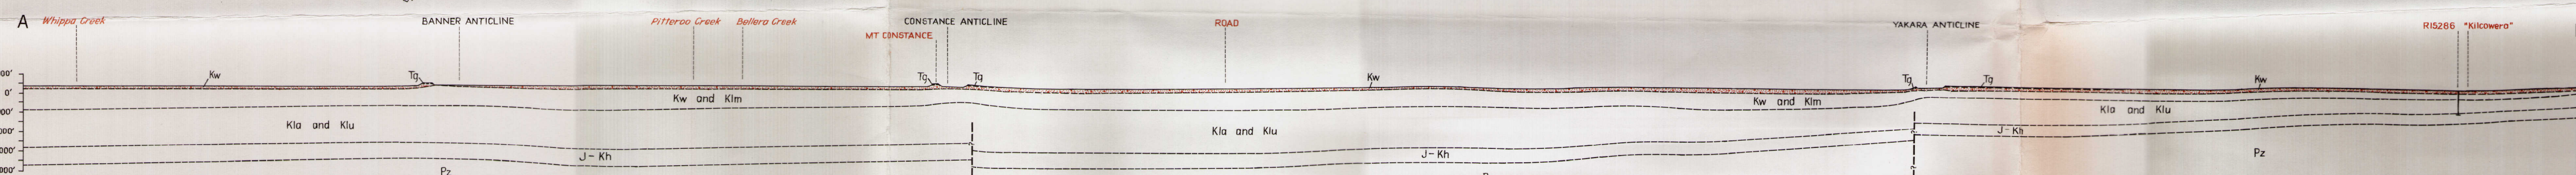 A
Whippa Creek
BANNER ANTICLINE
Pitteroo Creek
Bellera Creek
CONSTANCE ANTICLINE
MT CONSTANCE
ROAD
YAKARA ANTICLINE
R15286 "Kilcowera"
Kw
Tg
Tg
Tg
Kw
Tg
Tg
Kw
0'
Kw and Klm
Kw and Klm
Kla and Klu
Kla and Klu
Kla and Klu
J-Kh
J-Kh
J-Kh
Pz
Pz